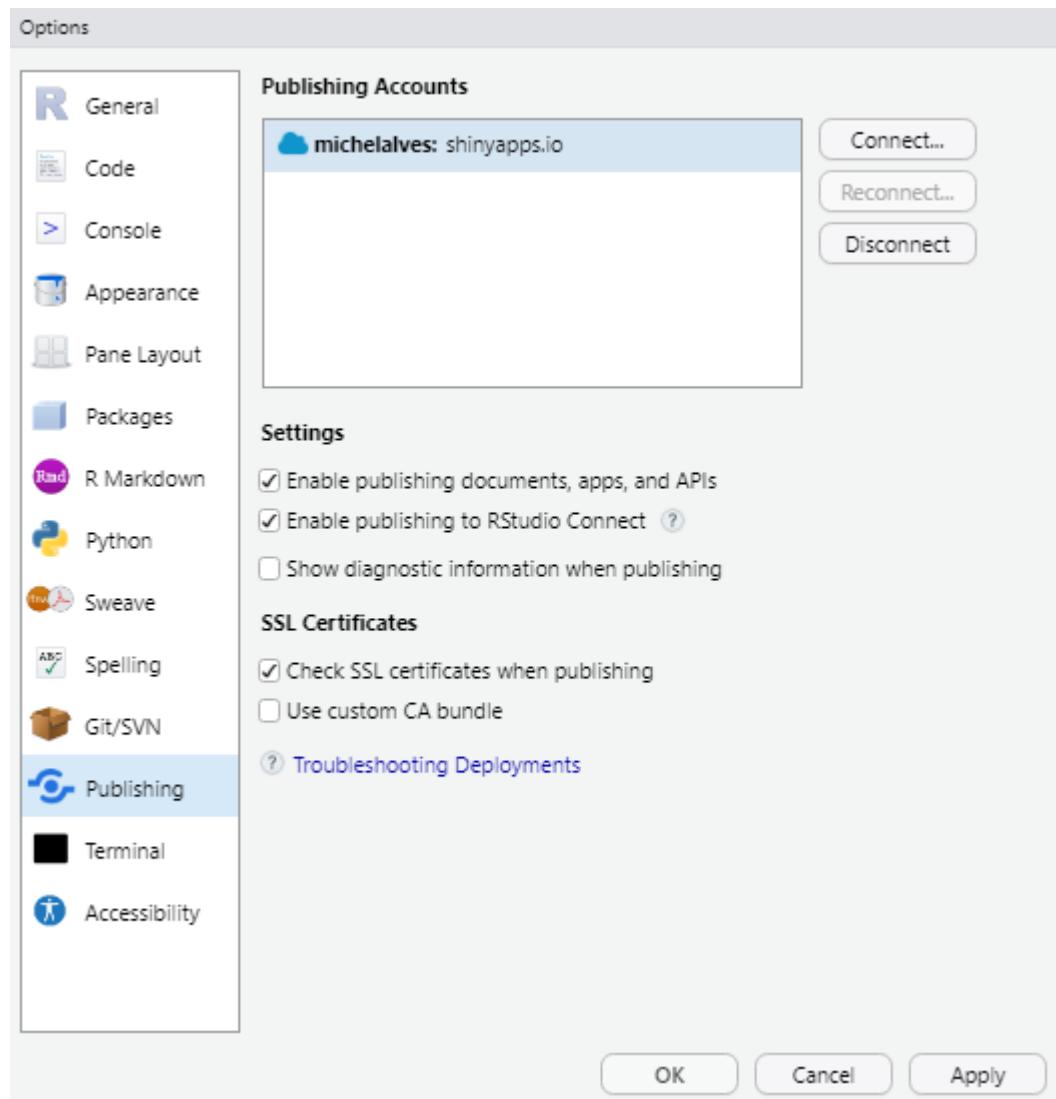 Options
General
Code
Console
Appearance
Pane Layout
Packages
Rmd R Markdown
Python
Sweave
ABC Spelling
Git/SVN
Publishing
Terminal
Accessibility
Publishing Accounts
michelalves: shinyapps.io
Connect...
Reconnect...
Disconnect
Settings
Enable publishing documents, apps, and APIs
Enable publishing to RStudio Connect ?
Show diagnostic information when publishing
SSL Certificates
Check SSL certificates when publishing
Use custom CA bundle
? Troubleshooting Deployments
OK Cancel Apply